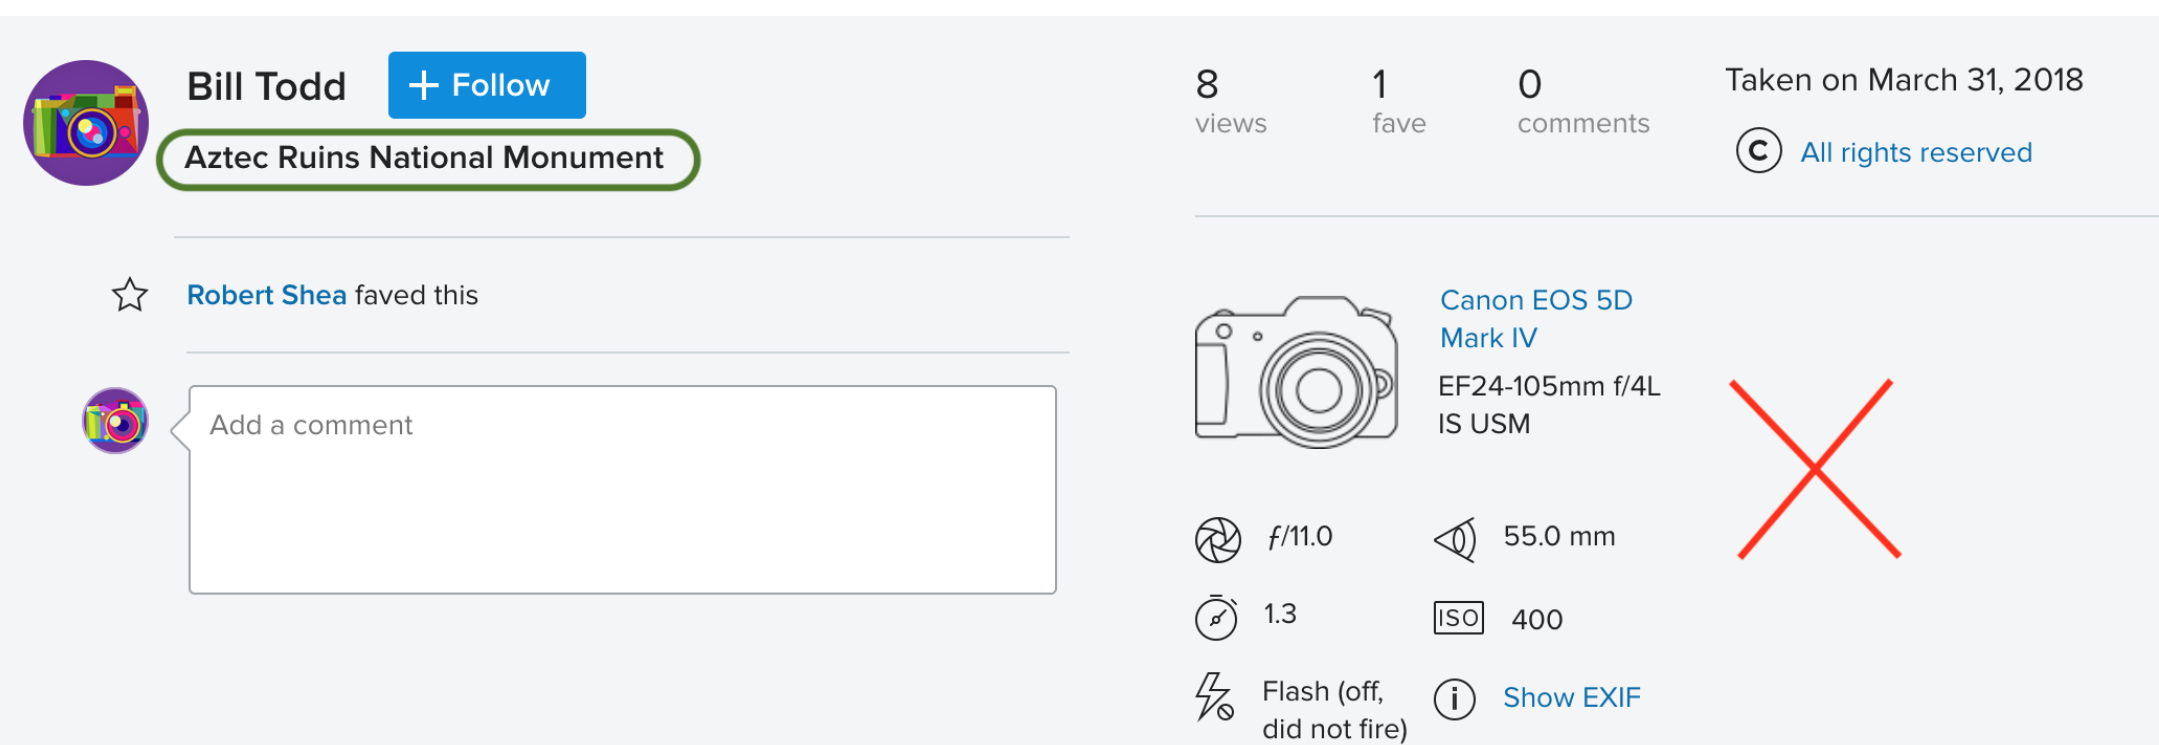 Bill Todd
+ Follow
Aztec Ruins National Monument
Robert Shea faved this
Add a comment
8
views
1
fave
0
comments
Taken on March 31, 2018
C All rights reserved
Canon EOS 5D
Mark IV
EF24-105mm f/4L
IS USM
ƒ/11.0
55.0 mm
1.3
ISO 400
Flash (off,
did not fire)
i Show EXIF